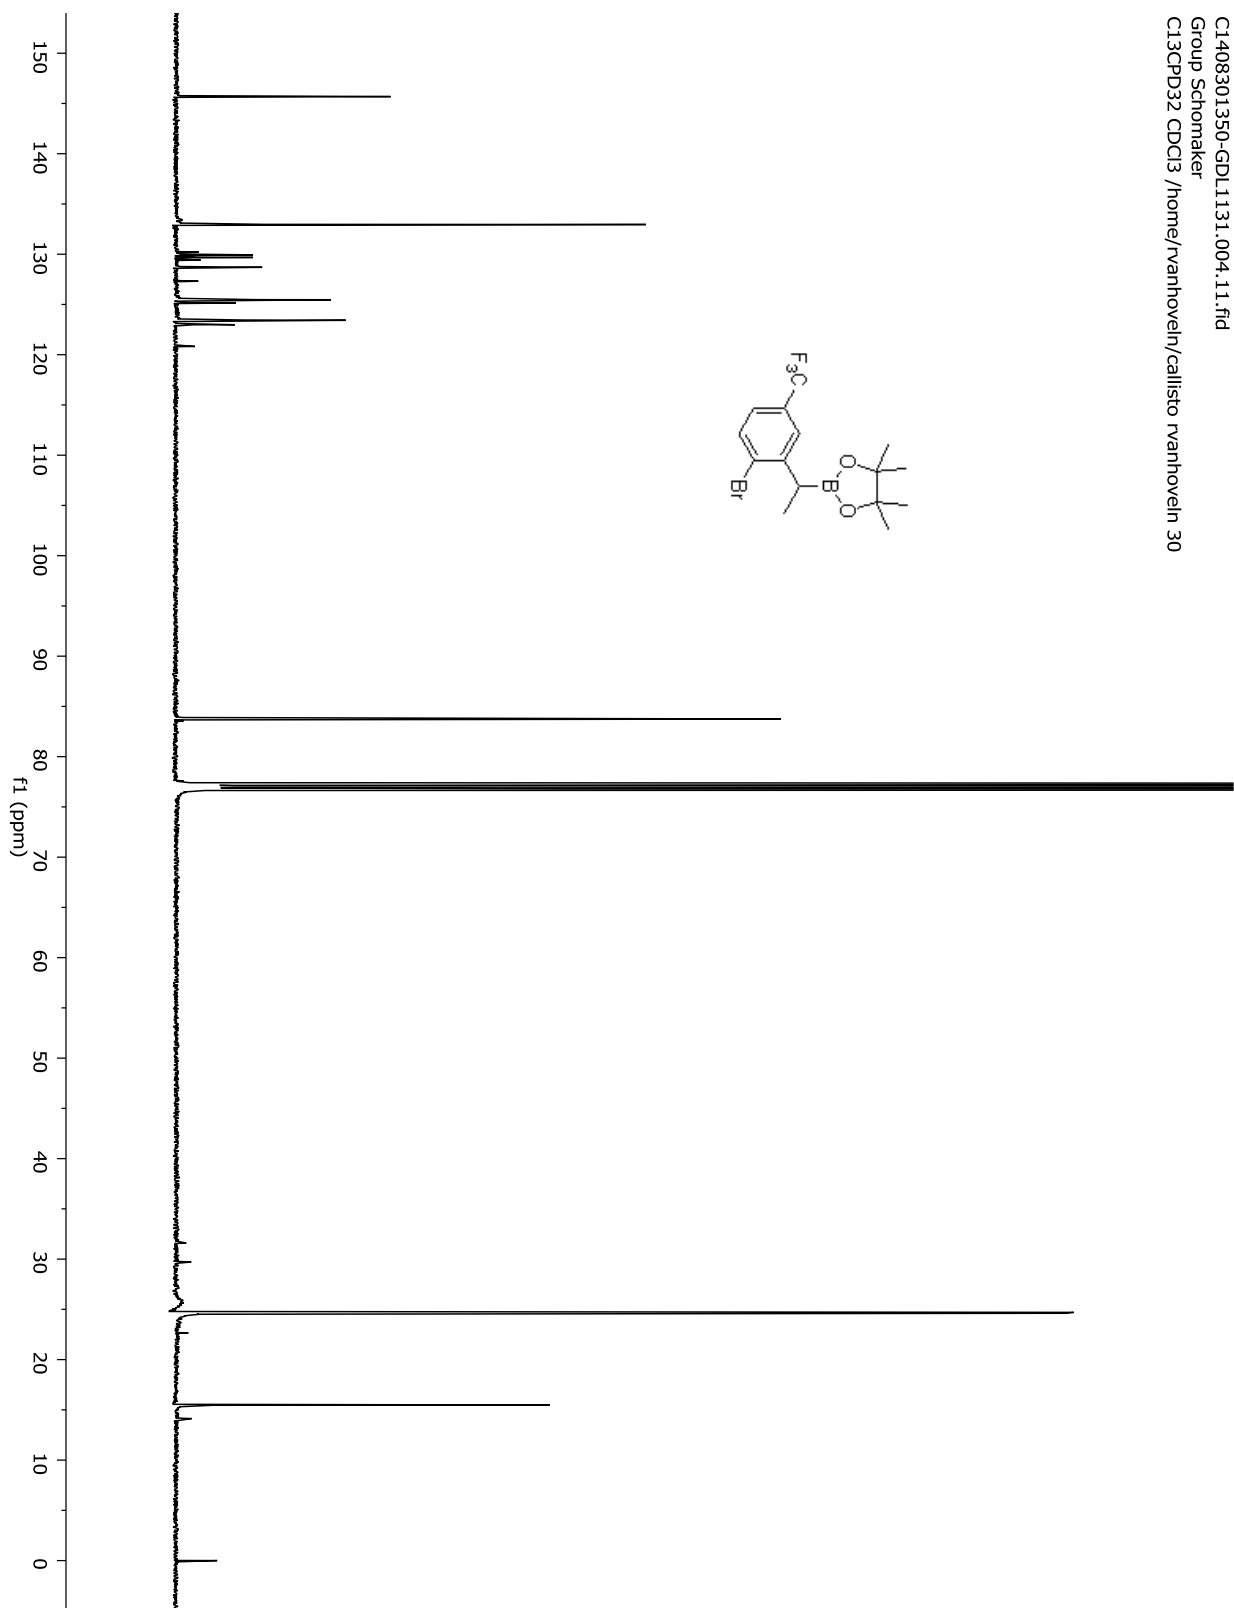 C1408301350-GDL1131.004.11.fid
Group Schomaker
C13CPD32 CDCl3 /home/rvanhoveln/callisto rvanhoveln 30
F3C
Br
B
O
O
150 140 130 120 110 100 90 80 70 60 50 40 30 20 10 0
f1 (ppm)